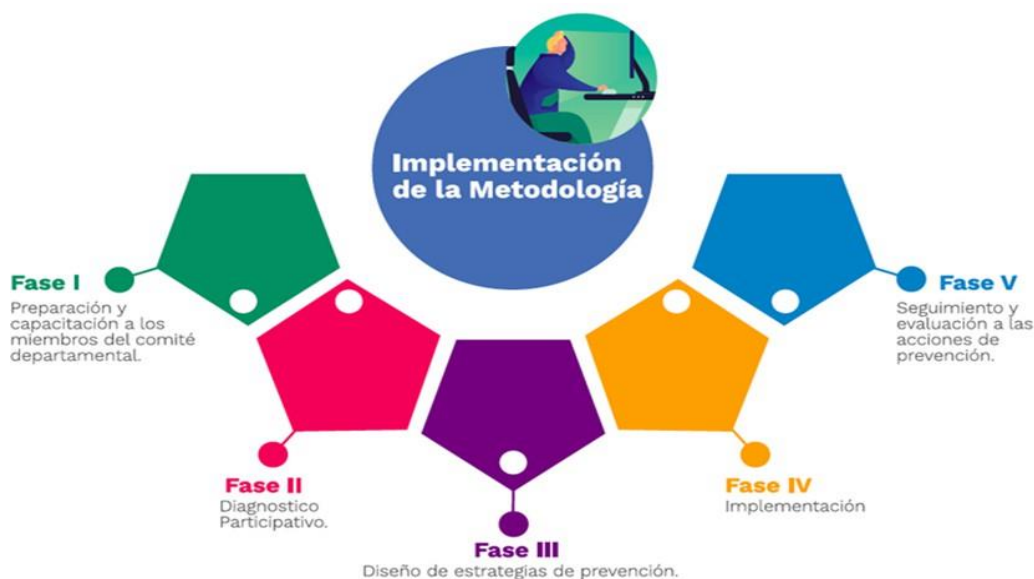 Implementación
de la Metodología
Fase I
Preparación y
capacitación a los
miembros del comité
departamental.
Fase II
Diagnostico
Participativo.
Fase III
Diseño de estrategias de prevención.
Fase IV
Implementación
Fase V
Seguimiento y
evaluación a las
acciones de
prevención.